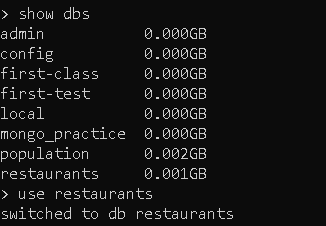 > show dbs
admin           0.000GB
config          0.000GB
first-class     0.000GB
first-test      0.000GB
local           0.000GB
mongo_practice  0.000GB
population      0.002GB
restaurants     0.001GB
> use restaurants
switched to db restaurants